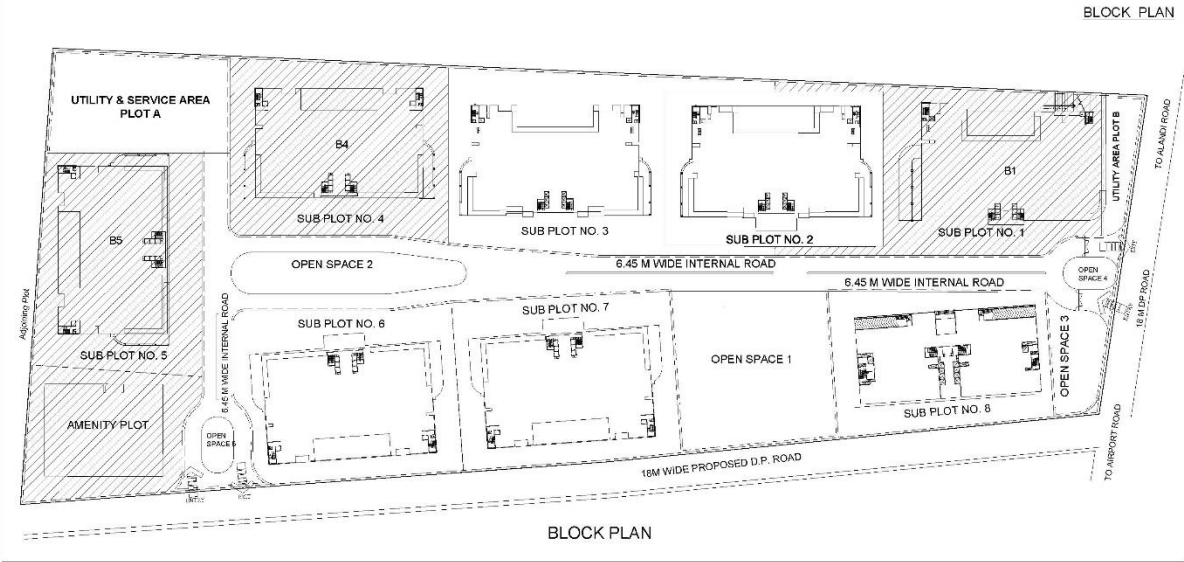 BLOCK PLAN
UTILITY & SERVICE AREA
PLOT A
B4
SUB PLOT NO. 4
SUB PLOT NO. 3
SUB PLOT NO. 2
B1
SUB PLOT NO. 1
UTILITY AREA PLOT B
TO ALANDI ROAD
B5
SUB PLOT NO. 5
Adjoining Plot
OPEN SPACE 2
6.45 M WIDE INTERNAL ROAD
6.45 M WIDE INTERNAL ROAD
OPEN
SPACE 4
EXIT
ENTRY
18 M DP ROAD
6.45 M WIDE INTERNAL ROAD
SUB PLOT NO. 6
SUB PLOT NO. 7
OPEN SPACE 1
SUB PLOT NO. 8
OPEN SPACE 3
AMENITY PLOT
OPEN
SPACE 5
ENTRY
EXIT
18M WIDE PROPOSED D.P. ROAD
TO AIRPORT ROAD
BLOCK PLAN